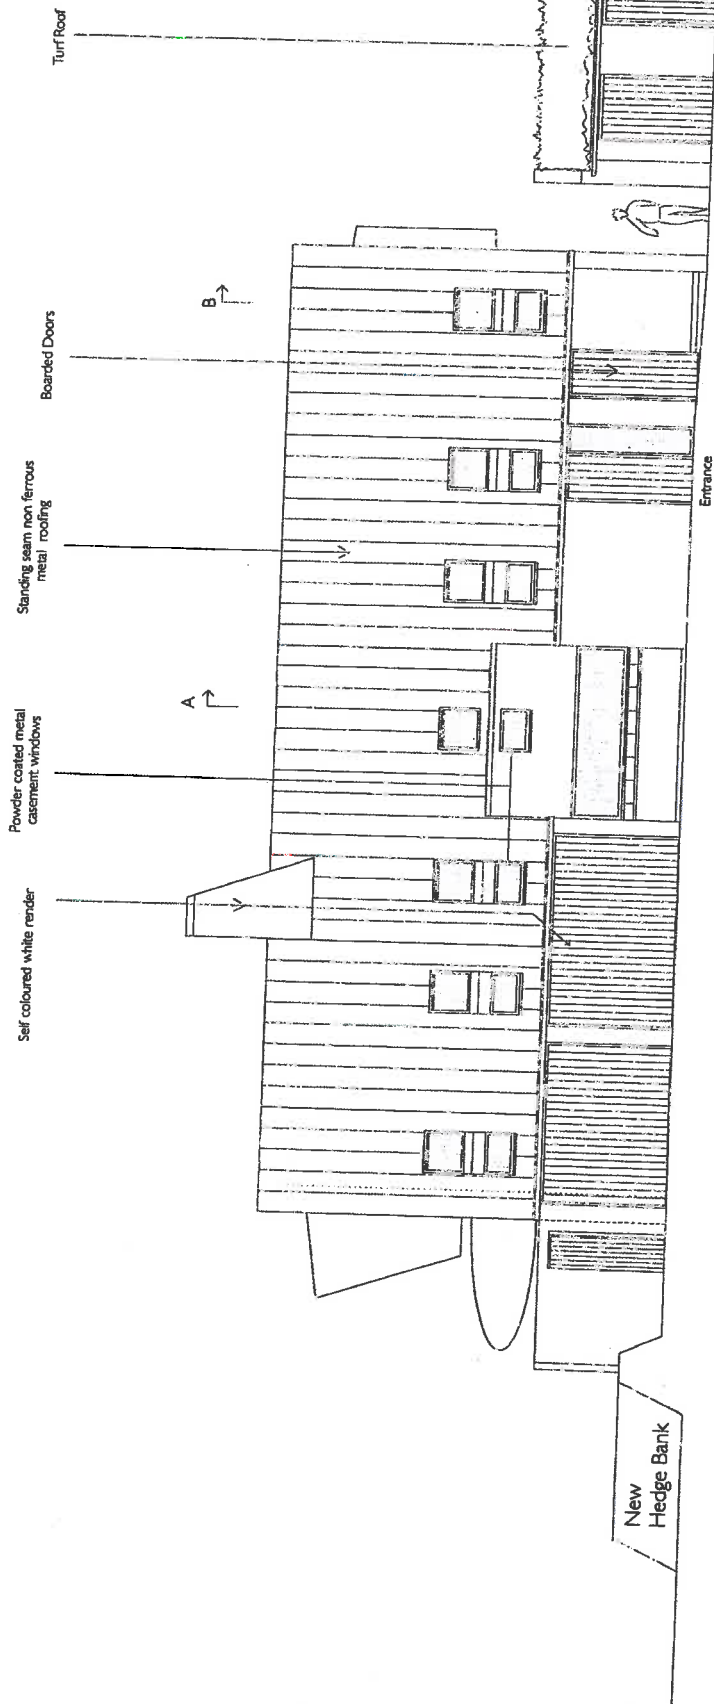 Self coloured white render
Powder coated metal
casement windows
Standing seam non ferrous
metal roofing
Boarded Doors
Turf Roof
A
B
New
Hedge Bank
Entrance